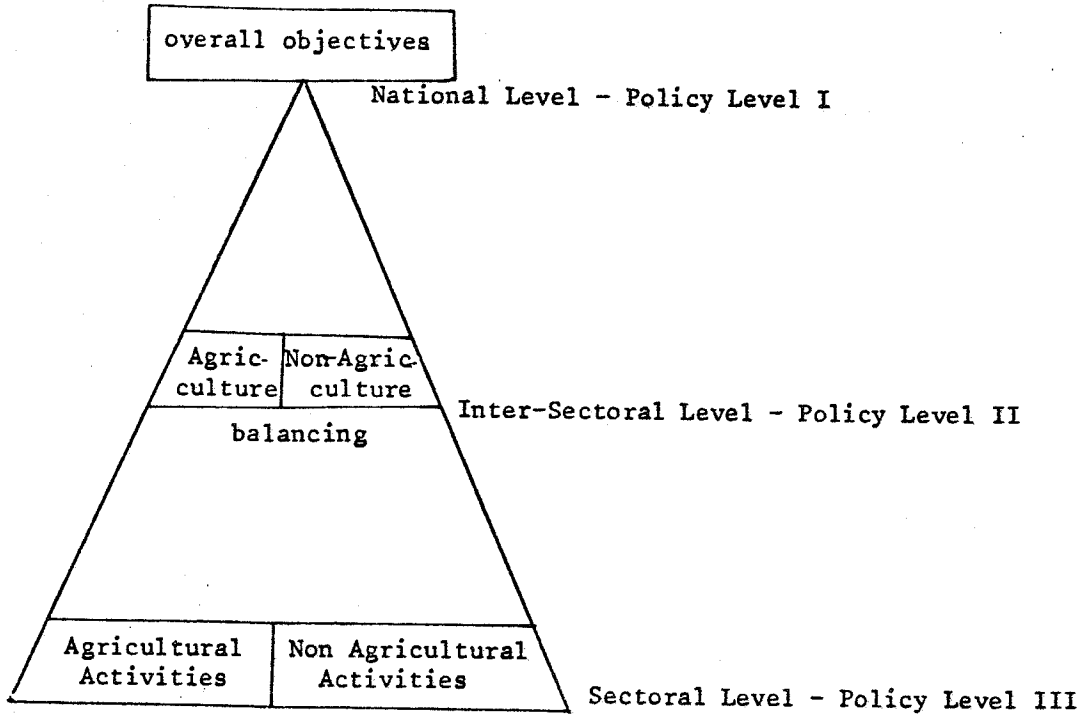 overall objectives
National Level - Policy Level I
Agric- Non-Agric-
culture culture
Inter-Sectoral Level - Policy Level II
balancing
Agricultural Non Agricultural
Activities Activities
Sectoral Level - Policy Level III